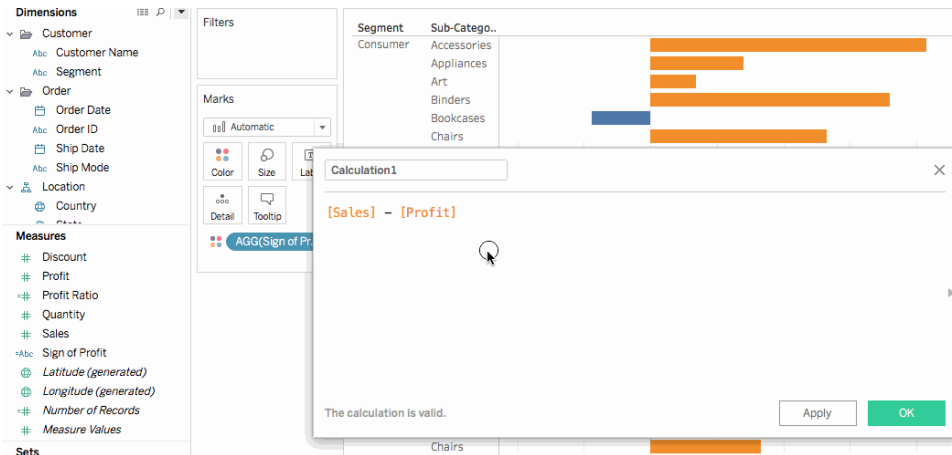 Dimensions
Customer
Abc Customer Name
Abc Segment
Order
Order Date
Abc Order ID
Ship Date
Abc Ship Mode
Location
Country
Measures
# Discount
# Profit
=# Profit Ratio
# Quantity
# Sales
=Abc Sign of Profit
Latitude (generated)
Longitude (generated)
=# Number of Records
# Measure Values
Sets
Filters
Marks
Automatic
Color Size Lab
Detail Tooltip
AGG(Sign of Pr..
Segment Sub-Catego..
Consumer Accessories
Appliances
Art
Binders
Bookcases
Chairs
Calculation1
[Sales] – [Profit]
The calculation is valid.
Apply OK
Chairs